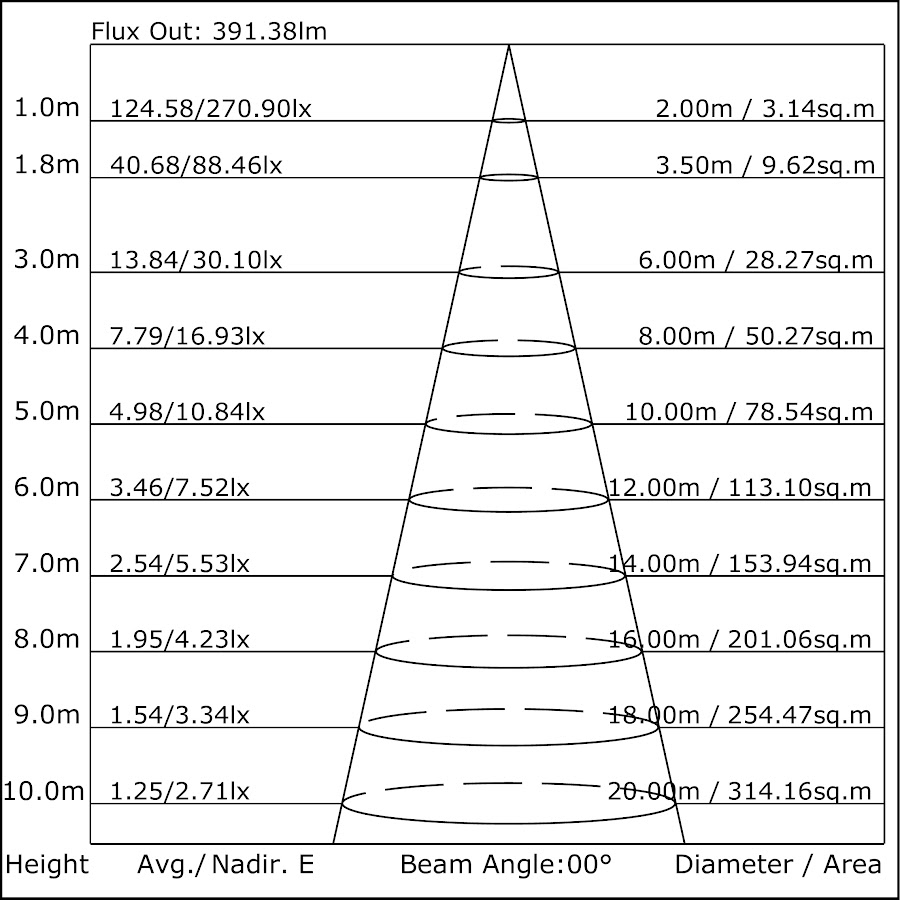 Flux Out: 391.38lm
1.0m 124.58/270.90lx 2.00m / 3.14sq.m
1.8m 40.68/88.46lx 3.50m / 9.62sq.m
3.0m 13.84/30.10lx 6.00m / 28.27sq.m
4.0m 7.79/16.93lx 8.00m / 50.27sq.m
5.0m 4.98/10.84lx 10.00m / 78.54sq.m
6.0m 3.46/7.52lx 12.00m / 113.10sq.m
7.0m 2.54/5.53lx 14.00m / 153.94sq.m
8.0m 1.95/4.23lx 16.00m / 201.06sq.m
9.0m 1.54/3.34lx 18.00m / 254.47sq.m
10.0m 1.25/2.71lx 20.00m / 314.16sq.m
Height Avg./Nadir. E Beam Angle:00° Diameter / Area